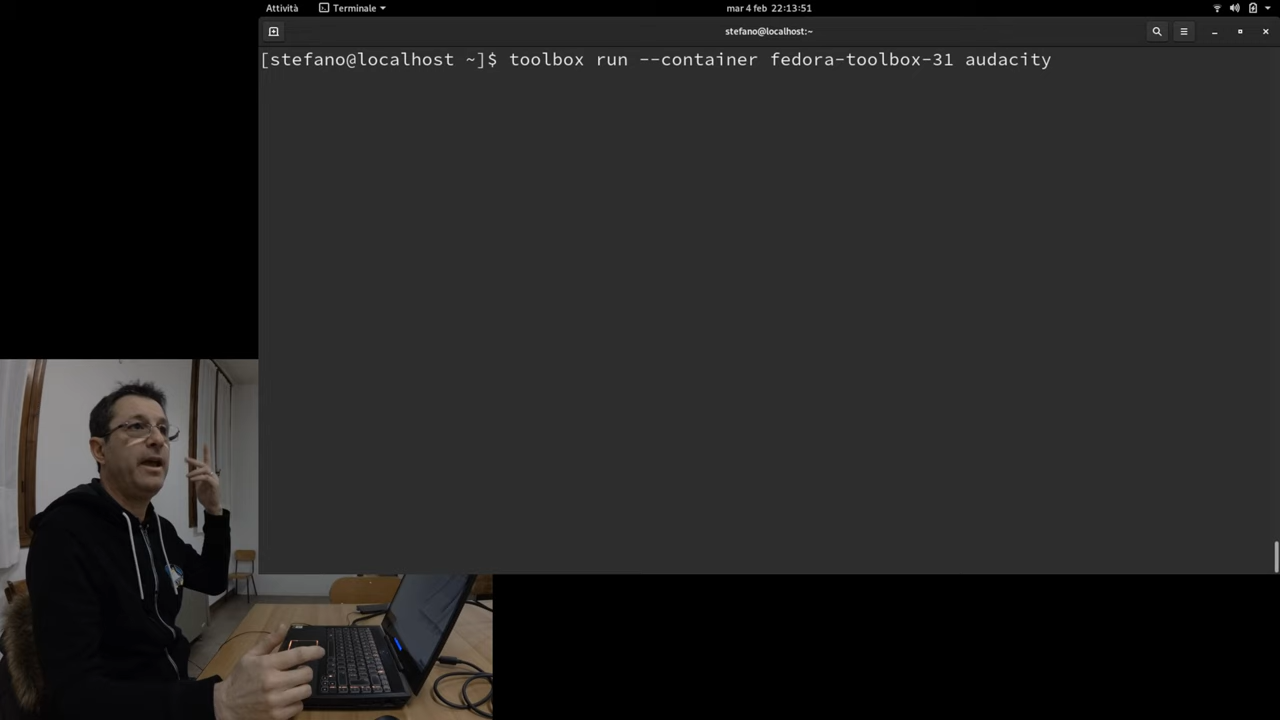 Attività Terminale mar 4 feb 22:13:51
stefano@localhost:~
[stefano@localhost ~]$ toolbox run --container fedora-toolbox-31 audacity